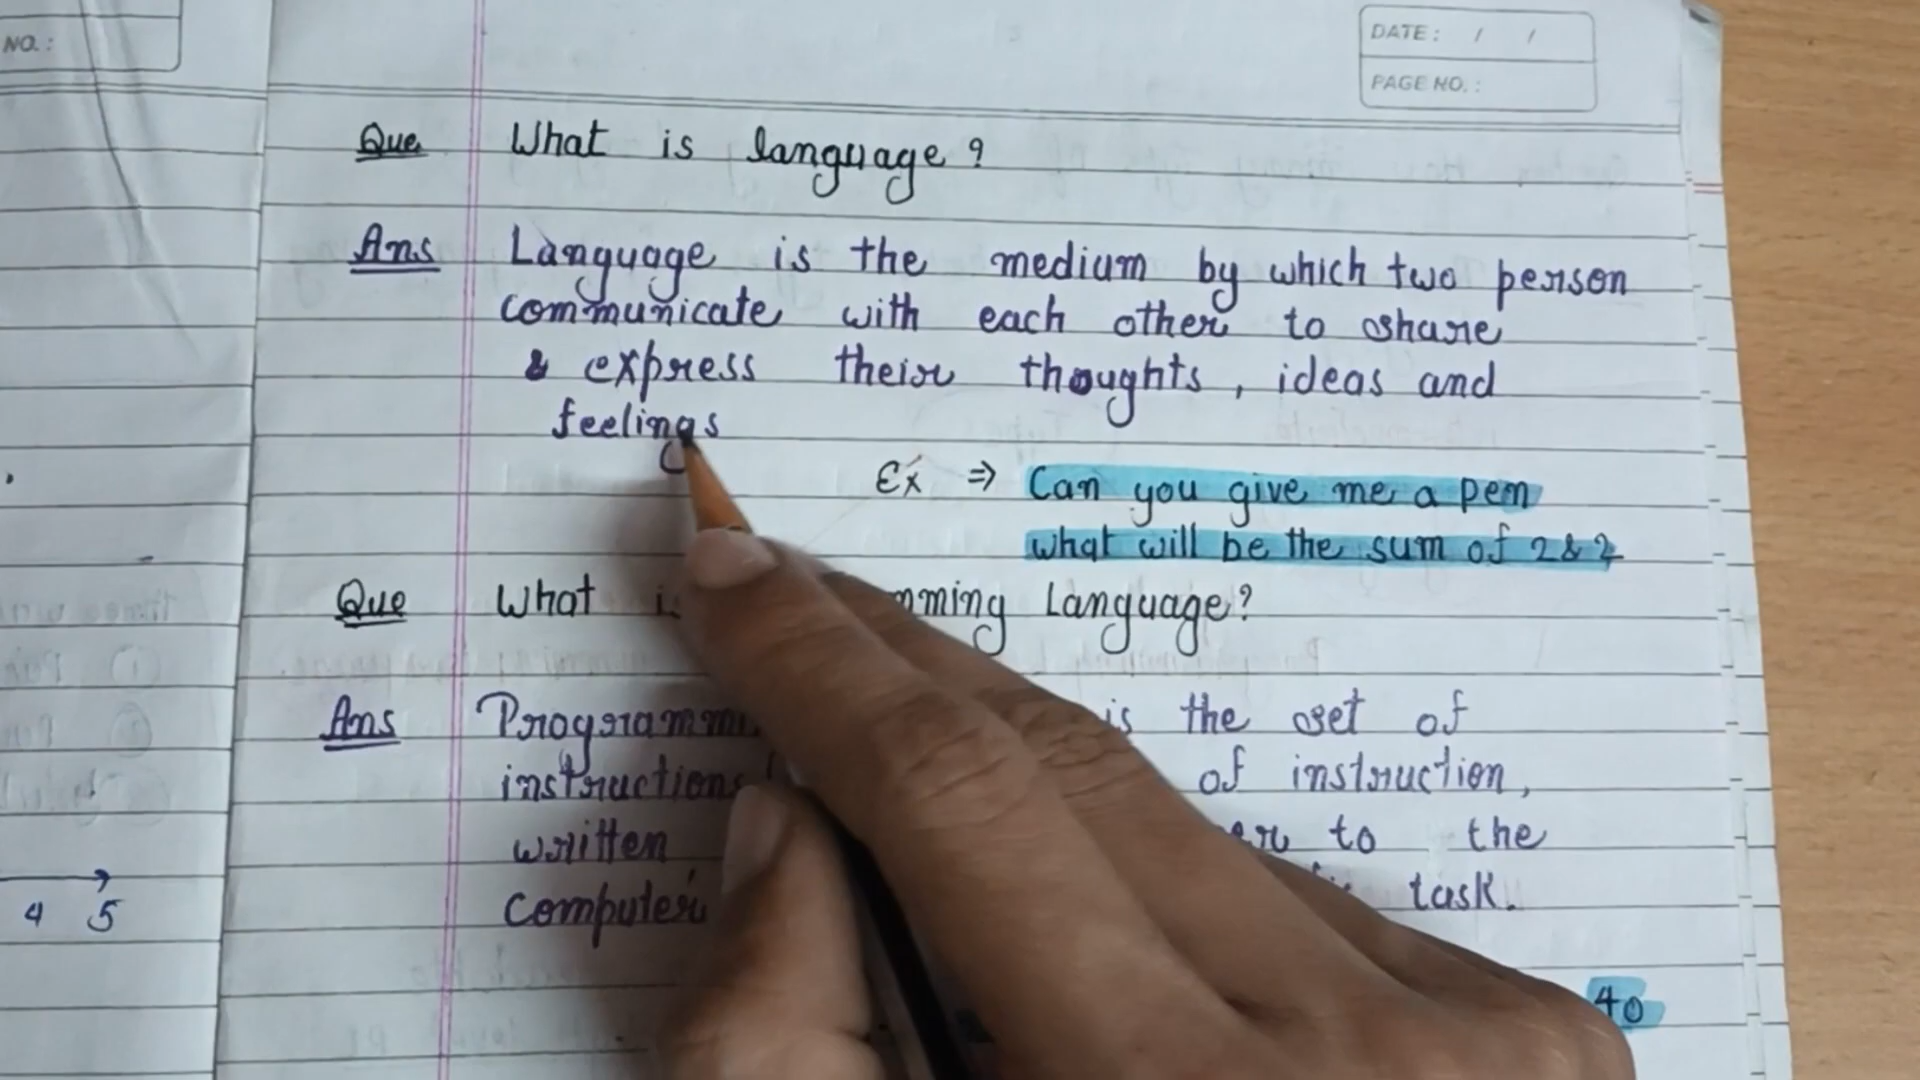 NO. :
DATE : / /
PAGE NO. :
Que What is language ?
Ans Language is the medium by which two person
communicate with each other to share
& express their thoughts, ideas and
feelings
Ex ⇒ Can you give me a pen
what will be the sum of 2 & 2
Que What is Language?
Ans is the set of
instructions of instruction,
written to the
Computer task.
4 5
40